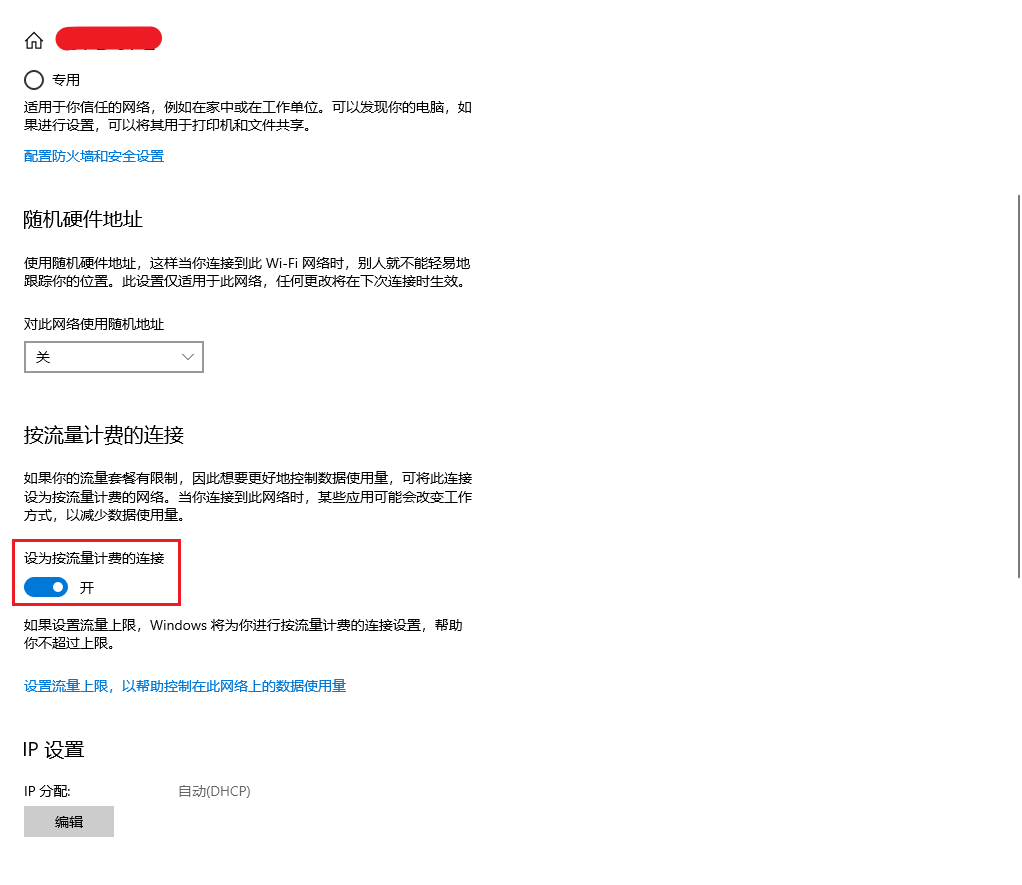 专用
适用于你信任的网络，例如在家中或在工作单位。可以发现你的电脑，如
果进行设置，可以将其用于打印机和文件共享。
配置防火墙和安全设置
随机硬件地址
使用随机硬件地址，这样当你连接到此 Wi-Fi 网络时，别人就不能轻易地
跟踪你的位置。此设置仅适用于此网络，任何更改将在下次连接时生效。
对此网络使用随机地址
关
按流量计费的连接
如果你的流量套餐有限制，因此想要更好地控制数据使用量，可将此连接
设为按流量计费的网络。当你连接到此网络时，某些应用可能会改变工作
方式，以减少数据使用量。
设为按流量计费的连接
开
如果设置流量上限，Windows 将为你进行按流量计费的连接设置，帮助
你不超过上限。
设置流量上限，以帮助控制在此网络上的数据使用量
IP 设置
IP 分配: 自动(DHCP)
编辑